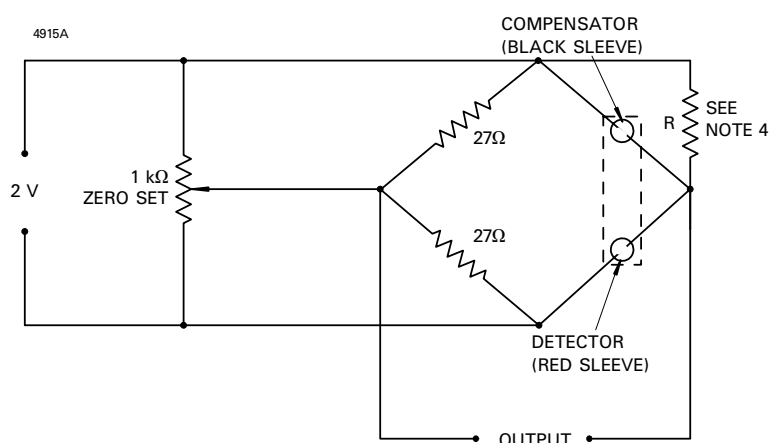 4915A
COMPENSATOR
(BLACK SLEEVE)
R
SEE
NOTE 4
27Ω
1 kΩ
ZERO SET
2 V
27Ω
DETECTOR
(RED SLEEVE)
OUTPUT